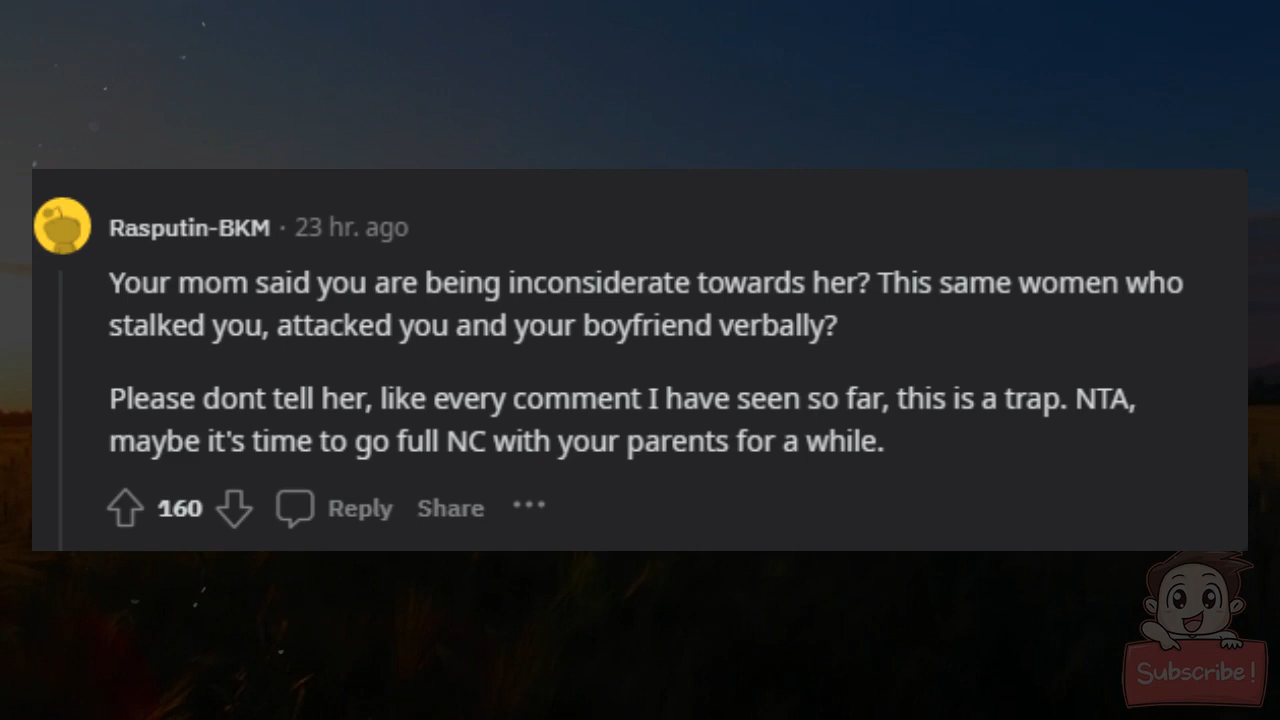 Rasputin-BKM · 23 hr. ago
Your mom said you are being inconsiderate towards her? This same women who
stalked you, attacked you and your boyfriend verbally?
Please dont tell her, like every comment I have seen so far, this is a trap. NTA,
maybe it's time to go full NC with your parents for a while.
160 Reply Share ···
Subscribe!